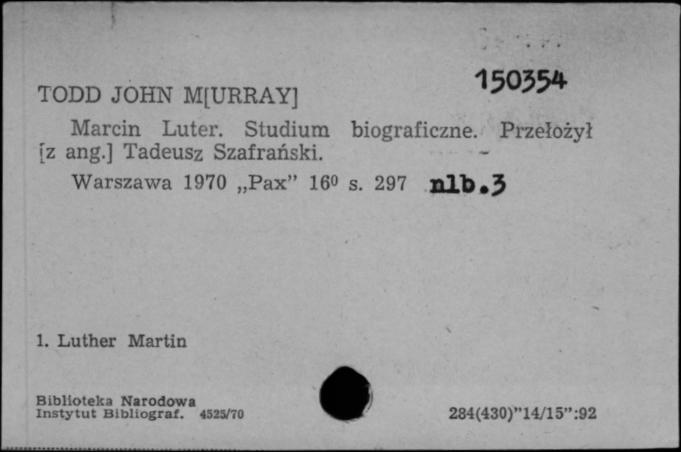 150354
TODD JOHN M[URRAY]
Marcin Luter. Studium biograficzne. Przełożył
[z ang.] Tadeusz Szafrański.
Warszawa 1970 „Pax” 16⁰ s. 297 nlb.3
1. Luther Martin
Biblioteka Narodowa
Instytut Bibliograf. 4525/70
284(430)”14/15”:92